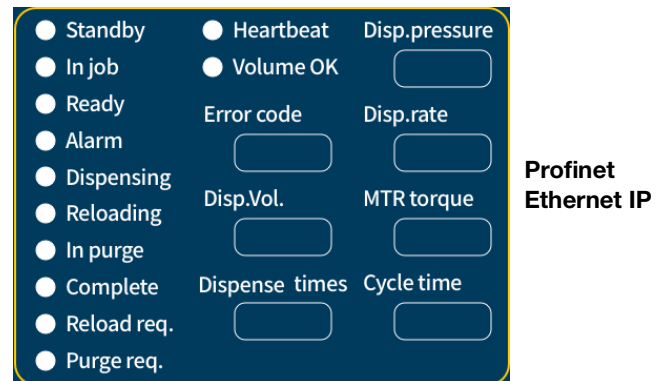 Standby
In job
Ready
Alarm
Dispensing
Reloading
In purge
Complete
Reload req.
Purge req.
Heartbeat
Volume OK
Error code
Disp.Vol.
Dispense times
Disp.pressure
Disp.rate
MTR torque
Cycle time
Profinet
Ethernet IP